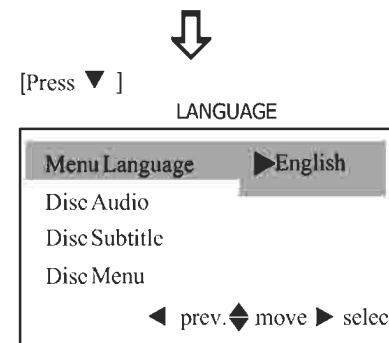 [Press ▼ ]
LANGUAGE
Menu Language ▶English
Disc Audio
Disc Subtitle
Disc Menu
◀ prev. ◆ move ▶ selec